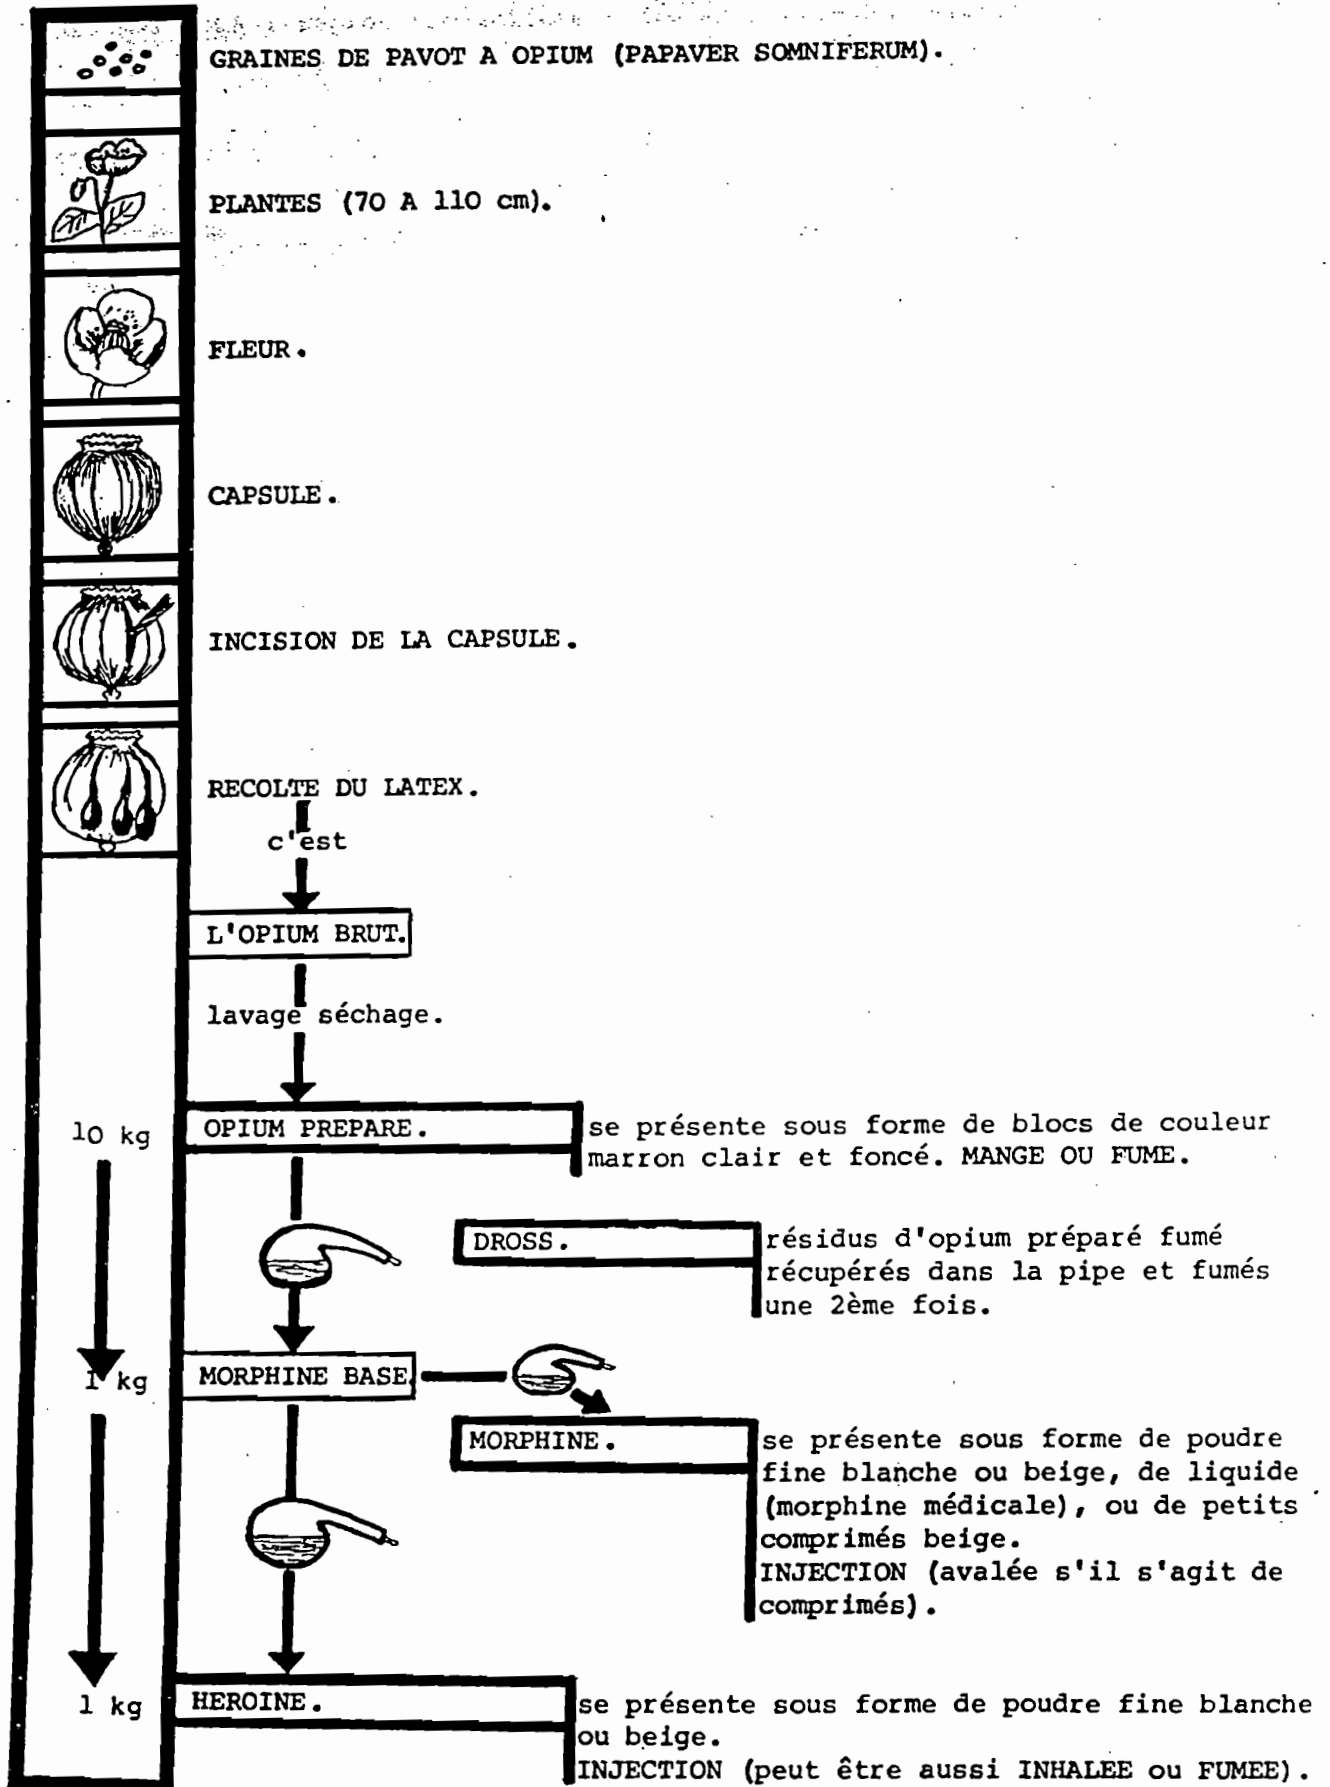 GRAINES DE PAVOT A OPIUM (PAPAVER SOMNIFERUM).
PLANTES (70 A 110 cm).
FLEUR.
CAPSULE.
INCISION DE LA CAPSULE.
RECOLTE DU LATEX.
c'est
L'OPIUM BRUT.
lavage séchage.
10 kg
OPIUM PREPARE.
se présente sous forme de blocs de couleur
marron clair et foncé. MANGE OU FUME.
DROSS.
résidus d'opium préparé fumé
récupérés dans la pipe et fumés
une 2ème fois.
1 kg
MORPHINE BASE
MORPHINE.
se présente sous forme de poudre
fine blanche ou beige, de liquide
(morphine médicale), ou de petits
comprimés beige.
INJECTION (avalée s'il s'agit de
comprimés).
1 kg
HEROINE.
se présente sous forme de poudre fine blanche
ou beige.
INJECTION (peut être aussi INHALEE ou FUMEE).